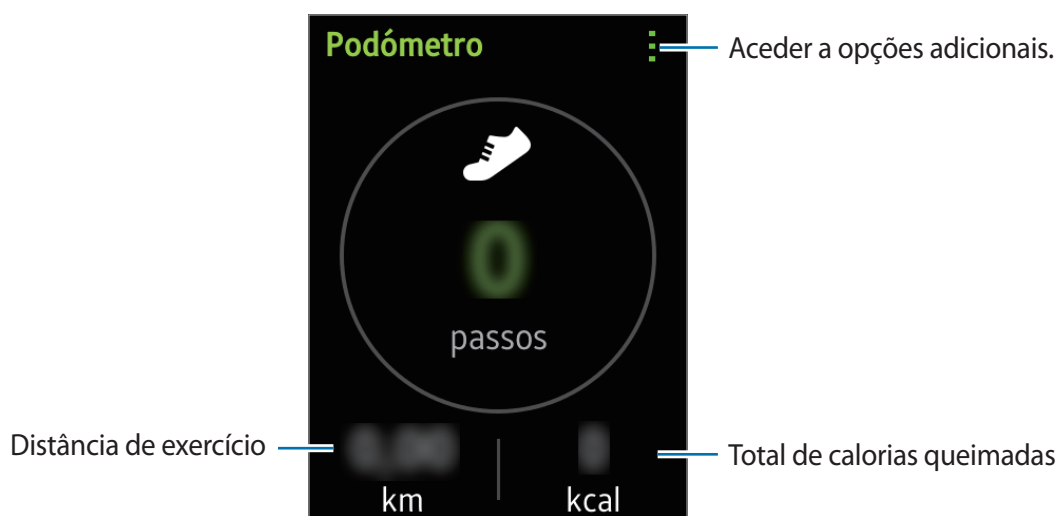 Podómetro
Aceder a opções adicionais.
0
passos
Distância de exercício
Total de calorias queimadas
km
kcal